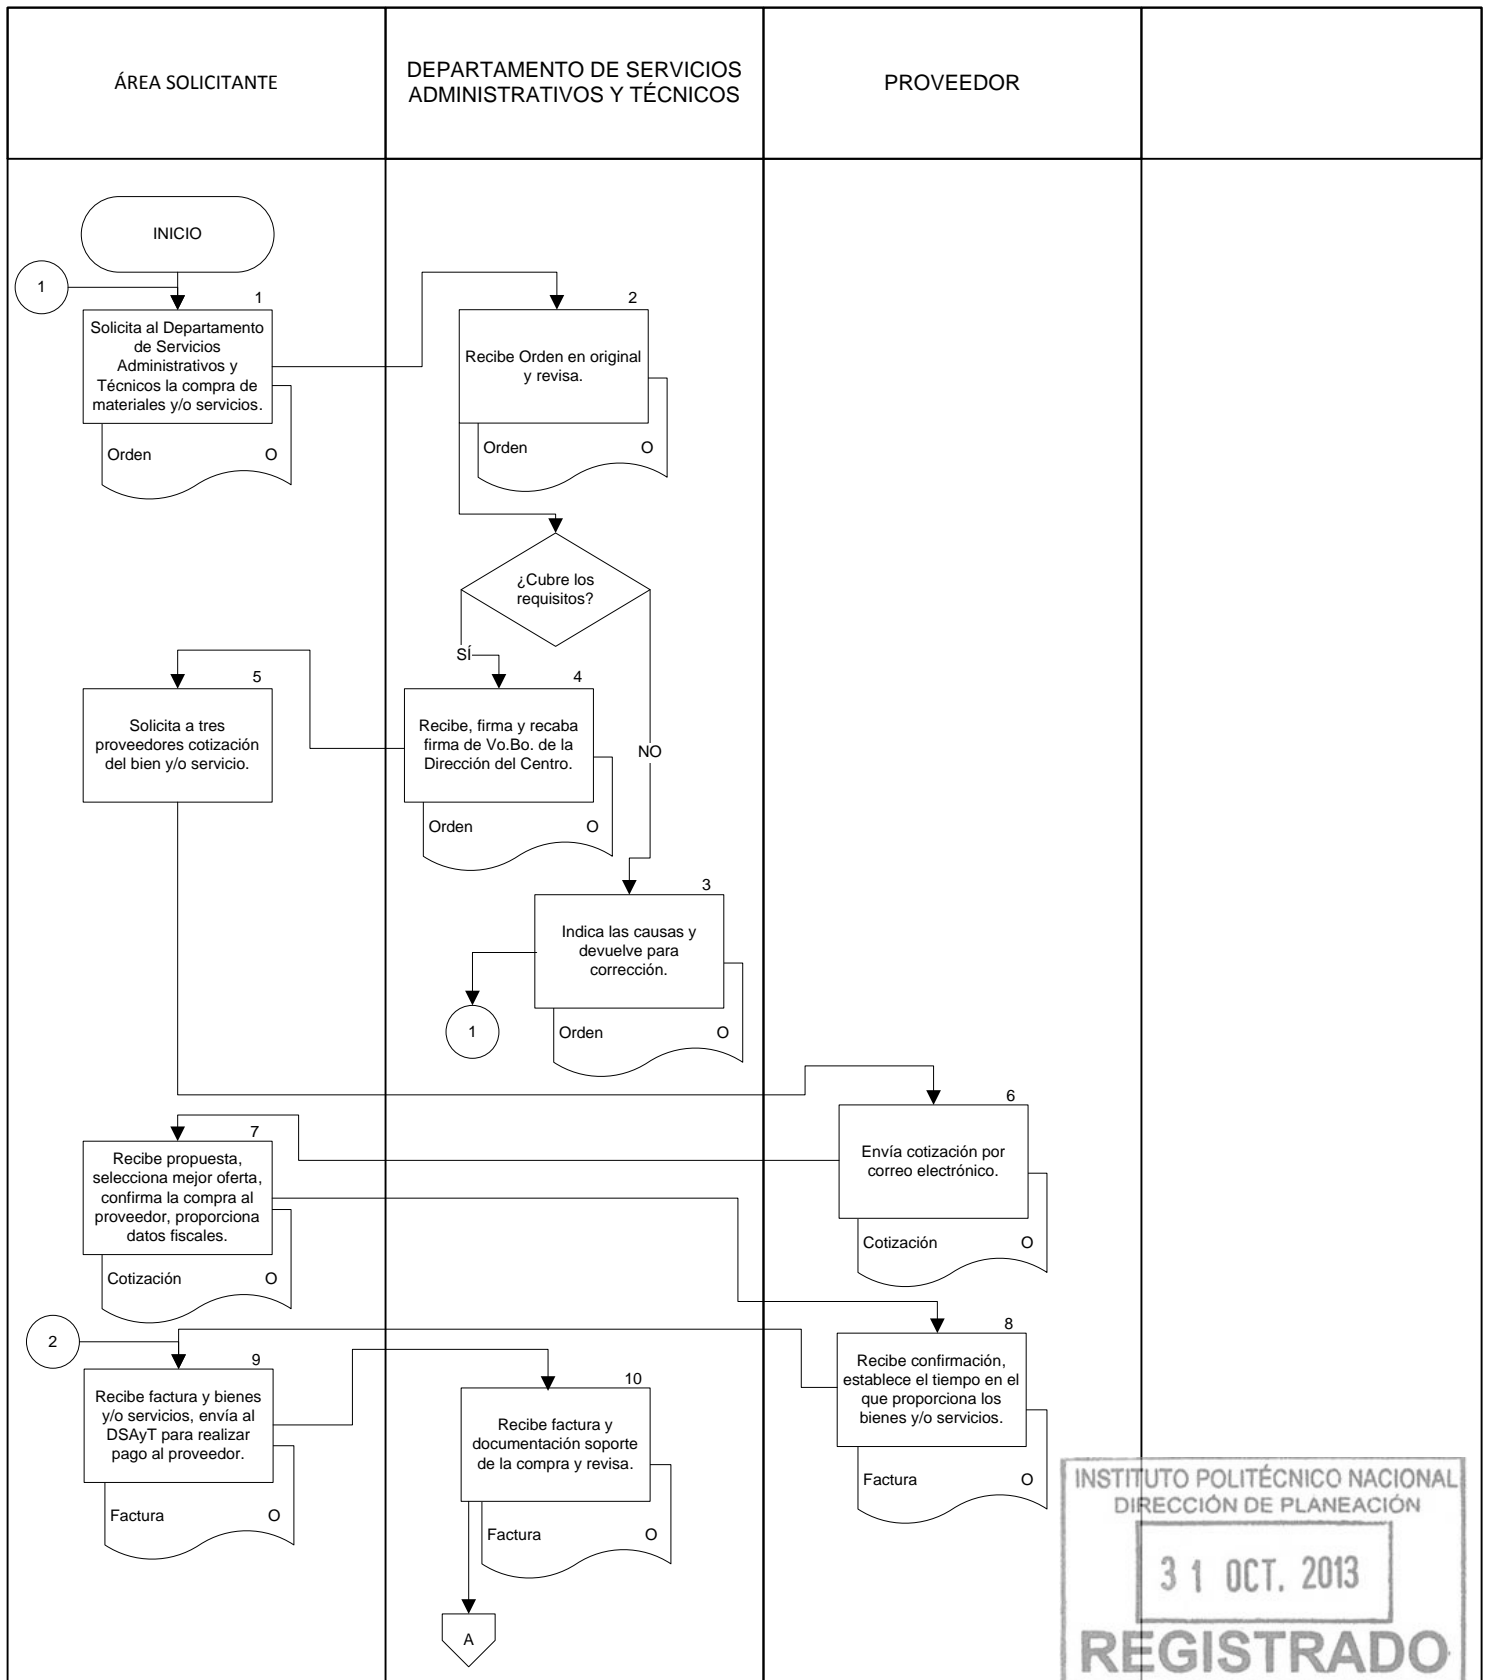 ÁREA SOLICITANTE
DEPARTAMENTO DE SERVICIOS
ADMINISTRATIVOS Y TÉCNICOS
PROVEEDOR
INICIO
1
1
Solicita al Departamento
de Servicios
Administrativos y
Técnicos la compra de
materiales y/o servicios.
Orden O
2
Recibe Orden en original
y revisa.
Orden O
¿Cubre los
requisitos?
SÍ
NO
5
Solicita a tres
proveedores cotización
del bien y/o servicio.
4
Recibe, firma y recaba
firma de Vo.Bo. de la
Dirección del Centro.
Orden O
3
Indica las causas y
devuelve para
corrección.
Orden O
1
6
Envía cotización por
correo electrónico.
Cotización O
7
Recibe propuesta,
selecciona mejor oferta,
confirma la compra al
proveedor, proporciona
datos fiscales.
Cotización O
8
Recibe confirmación,
establece el tiempo en el
que proporciona los
bienes y/o servicios.
Factura O
2
9
Recibe factura y bienes
y/o servicios, envía al
DSAyT para realizar
pago al proveedor.
Factura O
10
Recibe factura y
documentación soporte
de la compra y revisa.
Factura O
A
INSTITUTO POLITÉCNICO NACIONAL
DIRECCIÓN DE PLANEACIÓN
31 OCT. 2013
REGISTRADO